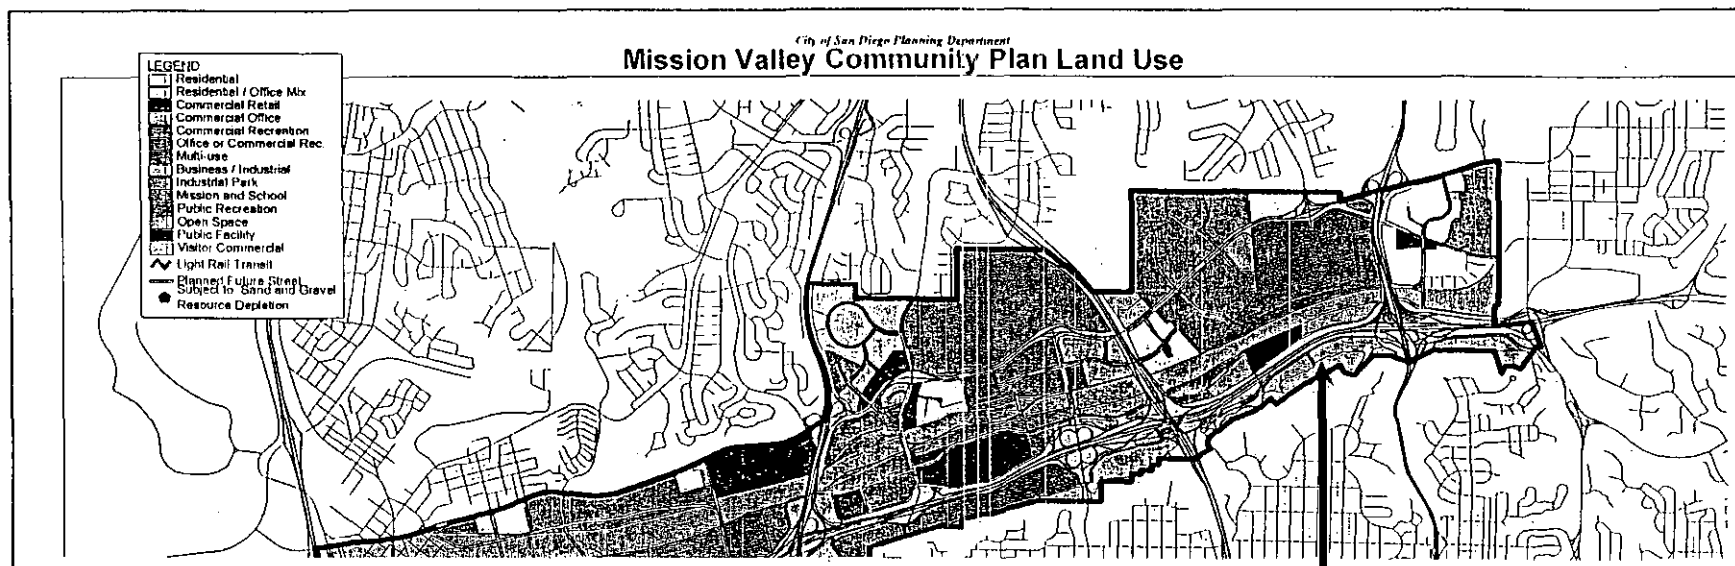 City of San Diego Planning Department
Mission Valley Community Plan Land Use
LEGEND
Residential
Residential / Office Mix
Commercial Retail
Commercial Office
Commercial Recreation
Office or Commercial Rec.
Multi-use
Business / Industrial
Industrial Park
Mission and School
Public Recreation
Open Space
Public Facility
Visitor Commercial
Light Rail Transit
Planned Future Street
Subject to Sand and Gravel
Resource Depletion